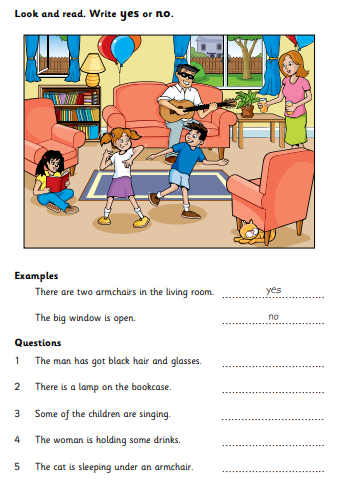 Look and read. Write yes or no.
Examples
There are two armchairs in the living room. yes
The big window is open. no
Questions
1 The man has got black hair and glasses. ....................................
2 There is a lamp on the bookcase. ....................................
3 Some of the children are singing. ....................................
4 The woman is holding some drinks. ....................................
5 The cat is sleeping under an armchair. ....................................